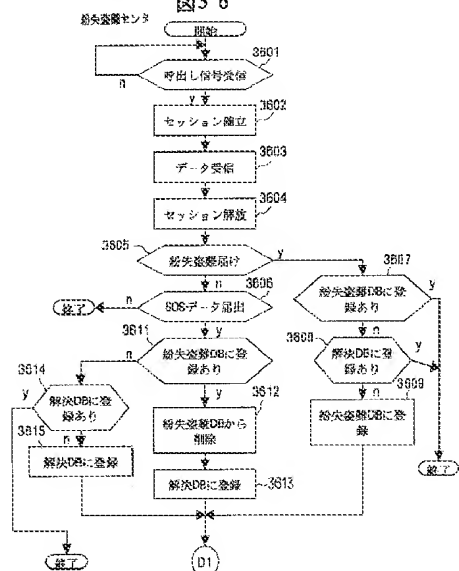 図36
紛失盗難センタ
開始
3601
呼出し信号受信
n
y
3602
セッション確立
3603
データ受信
3604
セッション解放
3605
紛失盗難届け
y
n
3606
SOSデータ届出
n
終了
y
3607
紛失盗難DBに登
録あり
y
n
3608
解決DBに登
録あり
y
n
3609
紛失盗難DBに登
録
終了
3611
紛失盗難DBに登
録あり
n
y
3612
紛失盗難DBから
削除
3613
解決DBに登録
3614
解決DBに登
録あり
y
n
3615
解決DBに登録
終了
D1